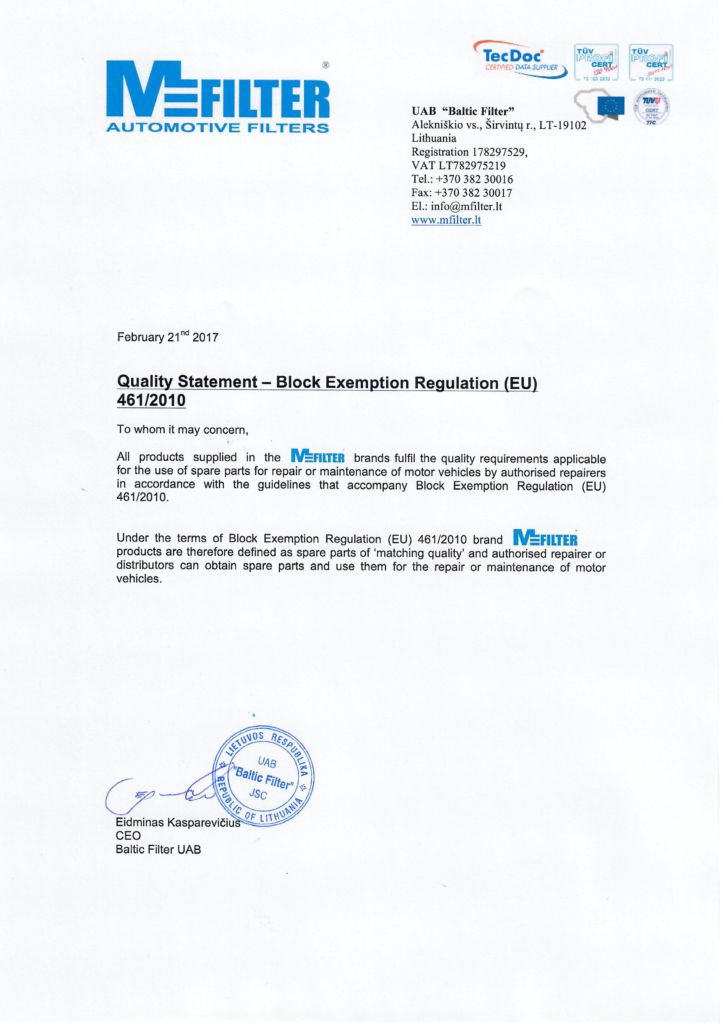 MFILTER ®
AUTOMOTIVE FILTERS
TecDoc
CERTIFIED DATA SUPPLIER
TÜV
PROFI
CERT
TÜV
PROFI
CERT
UAB “Baltic Filter”
Alekniškio vs., Širvintų r., LT-19102
Lithuania
Registration 178297529,
VAT LT782975219
Tel.: +370 382 30016
Fax: +370 382 30017
El.: info@mfilter.lt
www.mfilter.lt
February 21nd 2017
Quality Statement – Block Exemption Regulation (EU)
461/2010
To whom it may concern,
All products supplied in the MFILTER brands fulfil the quality requirements applicable
for the use of spare parts for repair or maintenance of motor vehicles by authorised repairers
in accordance with the guidelines that accompany Block Exemption Regulation (EU)
461/2010.
Under the terms of Block Exemption Regulation (EU) 461/2010 brand MFILTER
products are therefore defined as spare parts of ‘matching quality’ and authorised repairer or
distributors can obtain spare parts and use them for the repair or maintenance of motor
vehicles.
LIETUVOS RESPUBLIKA
UAB
"Baltic Filter"
JSC
REPUBLIC OF LITHUANIA
Eidminas Kasparevičius
CEO
Baltic Filter UAB